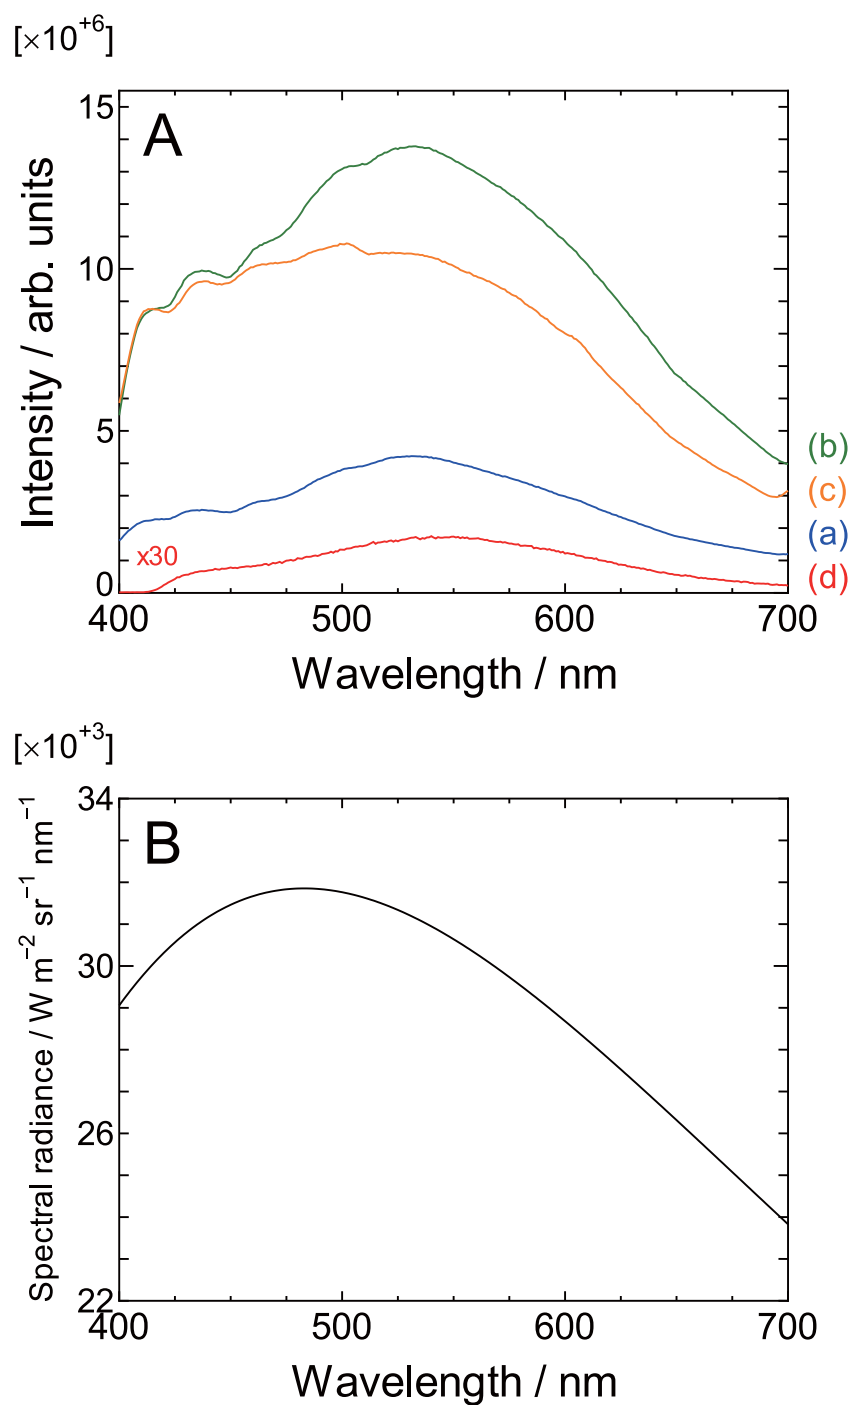 [×10⁺⁶]
A
15
10
5
0
Intensity / arb. units
x30
(b)
(c)
(a)
(d)
400 500 600 700
Wavelength / nm
[×10⁺³]
B
34
30
26
22
Spectral radiance / W m⁻² sr⁻¹ nm⁻¹
400 500 600 700
Wavelength / nm